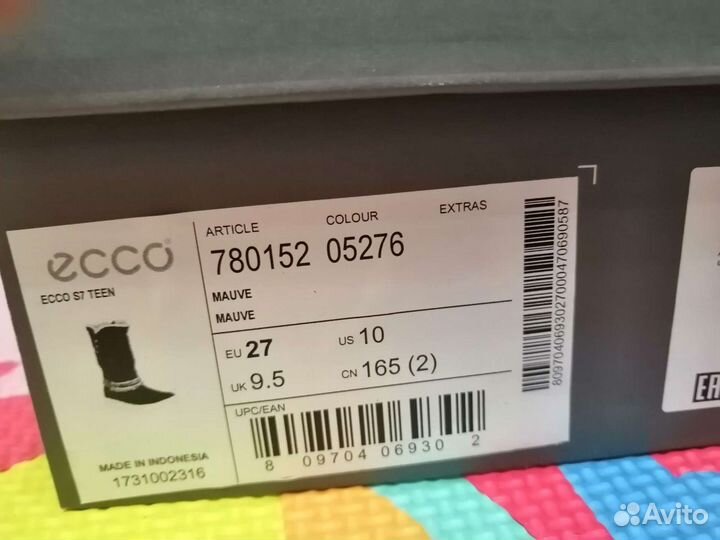 ecco
ECCO S7 TEEN
MADE IN INDONESIA
1731002316
ARTICLE COLOUR EXTRAS
780152 05276
MAUVE
MAUVE
EU 27 US 10
UK 9.5 CN 165 (2)
UPC/EAN
8 09704 06930 2
809704069302700047069058​7
EAC
Avito